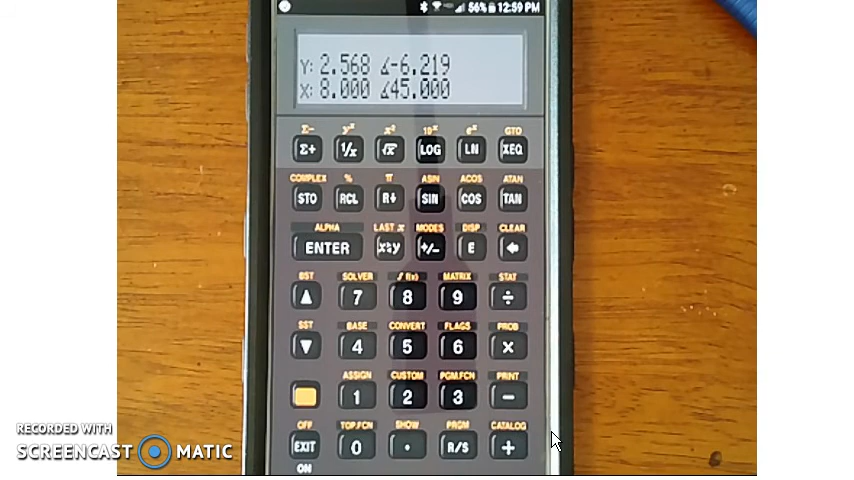 56% 12:59 PM
Y: 2.568 ∡-6.219
X: 8.000 ∡45.000
Σ- yˣ x² 10ˣ eˣ GTO
Σ+ 1/x √x LOG LN XEQ
COMPLEX % π ASIN ACOS ATAN
STO RCL R↓ SIN COS TAN
ALPHA LAST x MODES DISP CLEAR
ENTER x≷y +/- E ←
BST SOLVER ∫f(x) MATRIX STAT
▲ 7 8 9 ÷
SST BASE CONVERT FLAGS PROB
▼ 4 5 6 ×
ASSIGN CUSTOM PGM.FCN PRINT
1 2 3 −
OFF TOP.FCN SHOW PRGM CATALOG
EXIT 0 · R/S +
ON
RECORDED WITH
SCREENCAST MATIC